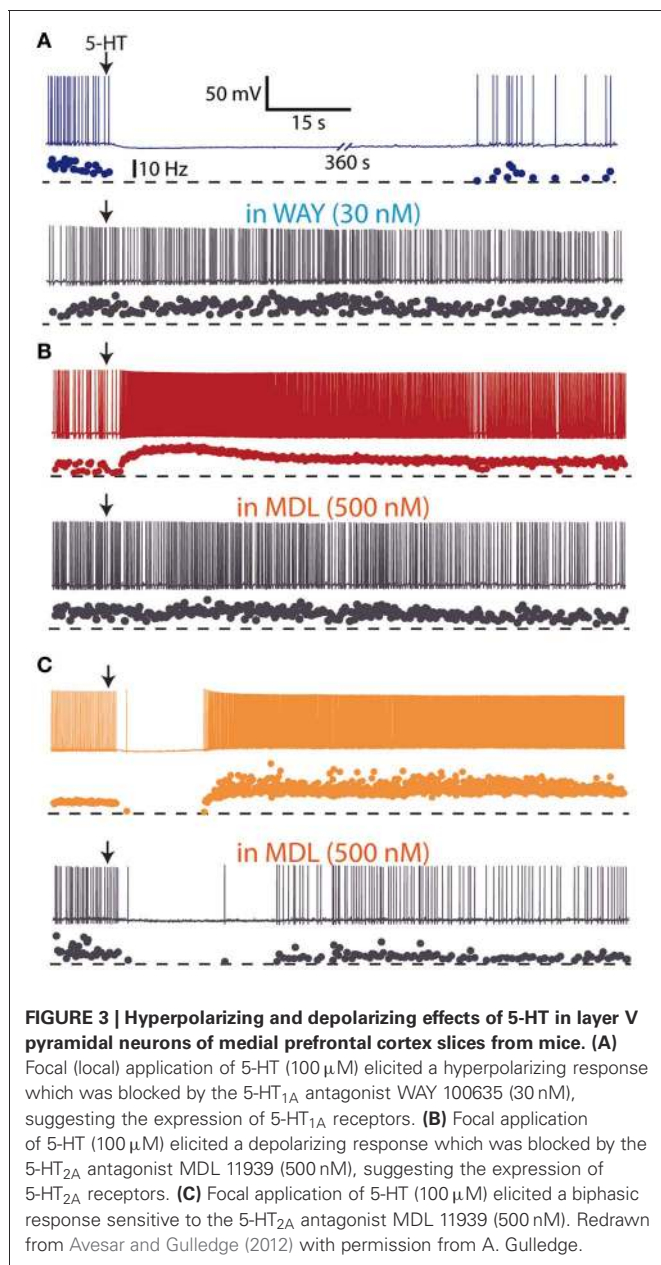 A
5-HT
50 mV
15 s
10 Hz
360 s
in WAY (30 nM)
B
in MDL (500 nM)
C
in MDL (500 nM)
FIGURE 3 | Hyperpolarizing and depolarizing effects of 5-HT in layer V
pyramidal neurons of medial prefrontal cortex slices from mice. (A)
Focal (local) application of 5-HT (100 μM) elicited a hyperpolarizing response
which was blocked by the 5-HT1A antagonist WAY 100635 (30 nM),
suggesting the expression of 5-HT1A receptors. (B) Focal application
of 5-HT (100 μM) elicited a depolarizing response which was blocked by the
5-HT2A antagonist MDL 11939 (500 nM), suggesting the expression of
5-HT2A receptors. (C) Focal application of 5-HT (100 μM) elicited a biphasic
response sensitive to the 5-HT2A antagonist MDL 11939 (500 nM). Redrawn
from Avesar and Gulledge (2012) with permission from A. Gulledge.